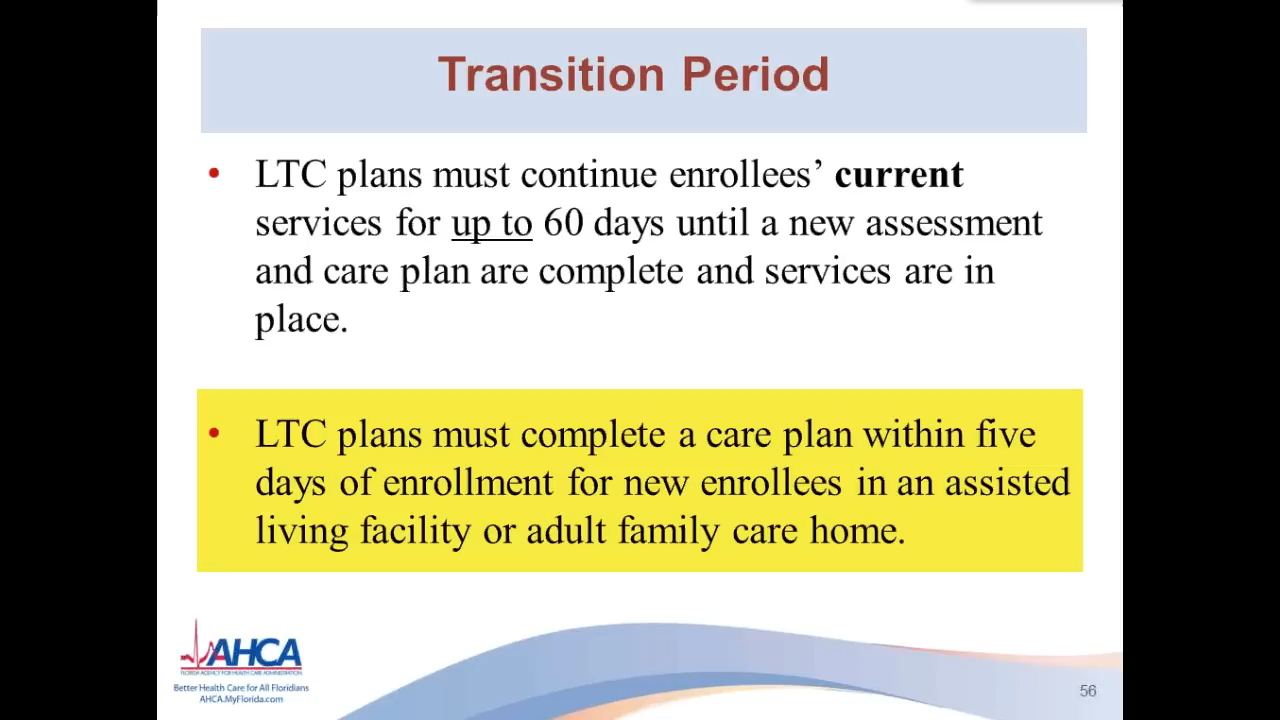 Transition Period
• LTC plans must continue enrollees’ current
services for up to 60 days until a new assessment
and care plan are complete and services are in
place.
• LTC plans must complete a care plan within five
days of enrollment for new enrollees in an assisted
living facility or adult family care home.
AHCA
FLORIDA AGENCY FOR HEALTH CARE ADMINISTRATION
Better Health Care for All Floridians
AHCA.MyFlorida.com
56